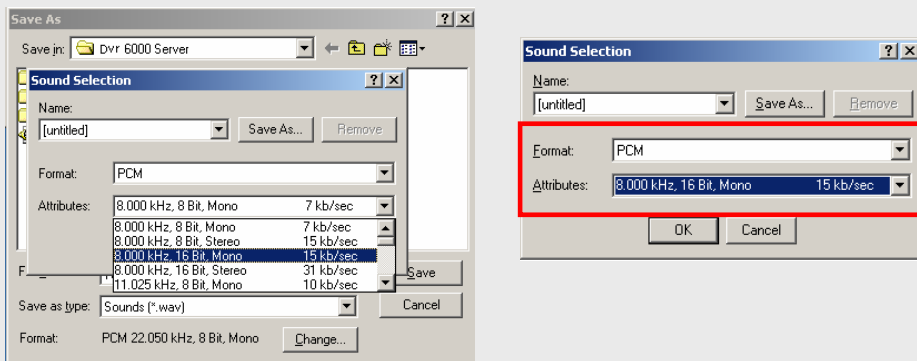 Save As
Save in: Dvr 6000 Server
Sound Selection
Name:
[untitled] Save As... Remove
Format: PCM
Attributes: 8.000 kHz, 8 Bit, Mono 7 kb/sec
8.000 kHz, 8 Bit, Mono 7 kb/sec
8.000 kHz, 8 Bit, Stereo 15 kb/sec
8.000 kHz, 16 Bit, Mono 15 kb/sec
8.000 kHz, 16 Bit, Stereo 31 kb/sec
11.025 kHz, 8 Bit, Mono 10 kb/sec
Save
Save as type: Sounds (*.wav) Cancel
Format: PCM 22.050 kHz, 8 Bit, Mono Change...
Sound Selection
Name:
[untitled] Save As... Remove
Format: PCM
Attributes: 8.000 kHz, 16 Bit, Mono 15 kb/sec
OK Cancel